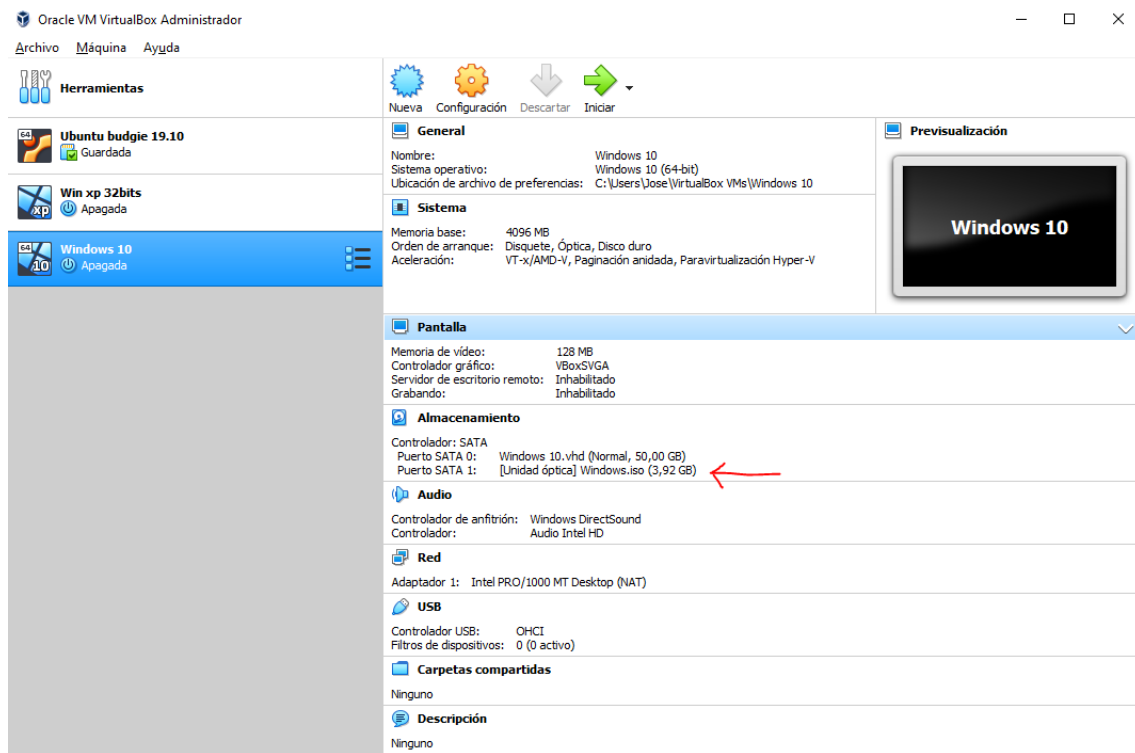 Oracle VM VirtualBox Administrador
Archivo Máquina Ayuda
Herramientas
64
Ubuntu budgie 19.10
Guardada
XP
Win xp 32bits
Apagada
64
10
Windows 10
Apagada
Nueva Configuración Descartar Iniciar
General
Nombre: Windows 10
Sistema operativo: Windows 10 (64-bit)
Ubicación de archivo de preferencias: C:\Users\Jose\VirtualBox VMs\Windows 10
Previsualización
Windows 10
Sistema
Memoria base: 4096 MB
Orden de arranque: Disquete, Óptica, Disco duro
Aceleración: VT-x/AMD-V, Paginación anidada, Paravirtualización Hyper-V
Pantalla
Memoria de vídeo: 128 MB
Controlador gráfico: VBoxSVGA
Servidor de escritorio remoto: Inhabilitado
Grabando: Inhabilitado
Almacenamiento
Controlador: SATA
Puerto SATA 0: Windows 10.vhd (Normal, 50,00 GB)
Puerto SATA 1: [Unidad óptica] Windows.iso (3,92 GB)
Audio
Controlador de anfitrión: Windows DirectSound
Controlador: Audio Intel HD
Red
Adaptador 1: Intel PRO/1000 MT Desktop (NAT)
USB
Controlador USB: OHCI
Filtros de dispositivos: 0 (0 activo)
Carpetas compartidas
Ninguno
Descripción
Ninguno